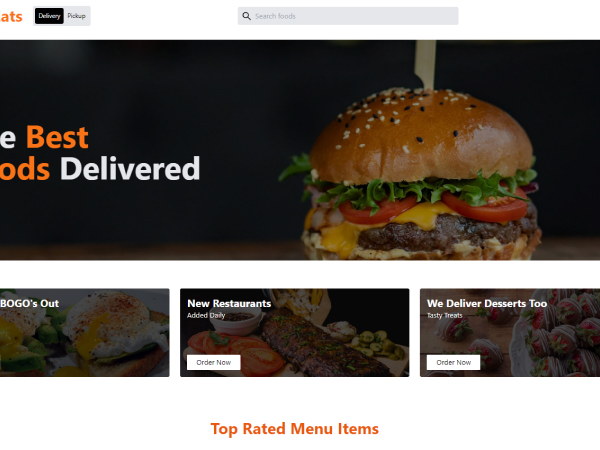 ats
Delivery Pickup
Search foods
e Best
ods Delivered
BOGO's Out
New Restaurants
Added Daily
Order Now
We Deliver Desserts Too
Tasty Treats
Order Now
Top Rated Menu Items